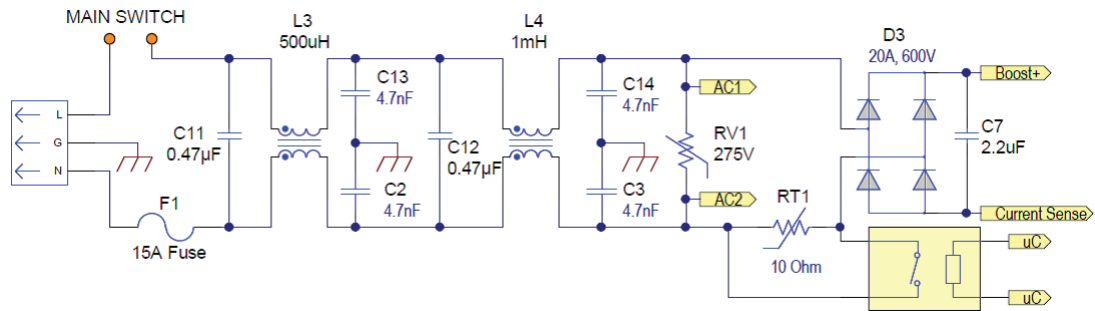 MAIN SWITCH
L3
500uH
L4
1mH
D3
20A, 600V
Boost+
C13
4.7nF
C14
4.7nF
AC1
L
G
N
C11
0.47µF
C12
0.47µF
RV1
275V
C7
2.2uF
C2
4.7nF
C3
4.7nF
AC2
RT1
10 Ohm
Current Sense
F1
15A Fuse
uC
uC